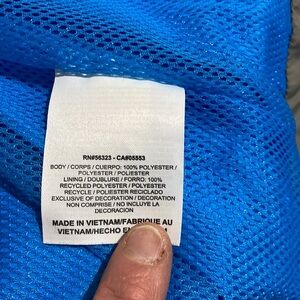 RN#56323 - CA#05553
BODY / CORPS / CUERPO: 100% POLYESTER /
POLYESTER / POLIESTER
LINING / DOUBLURE / FORRO: 100%
RECYCLED POLYESTER / POLYESTER
RECYCLE / POLIESTER RECICLADO
EXCLUSIVE OF DECORATION / DECORATION
NON COMPRISE / NO INCLUYE LA
DECORACION
MADE IN VIETNAM/FABRIQUE AU
VIETNAM/HECHO E